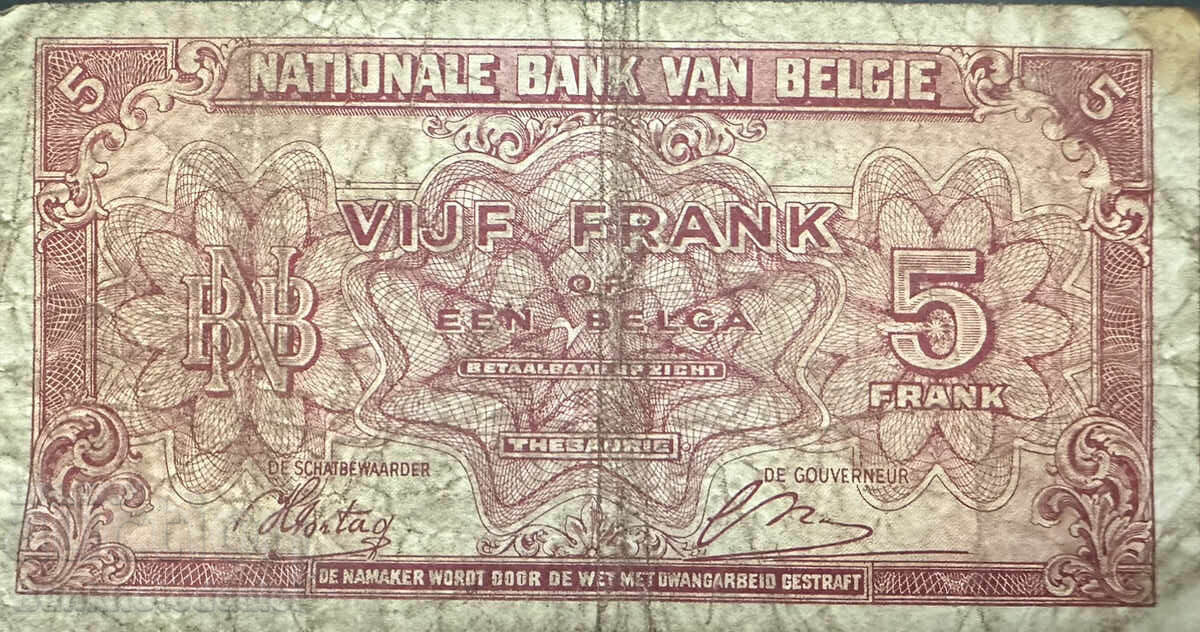 5 NATIONALE BANK VAN BELGIE 5
VIJF FRANK
OF
EEN BELGA
BNB
5
FRANK
BETAALBAAR OP ZICHT
THESAURIE
DE SCHATBEWAARDER
DE GOUVERNEUR
DE NAMAKER WORDT DOOR DE WET MET DWANGARBEID GESTRAFT